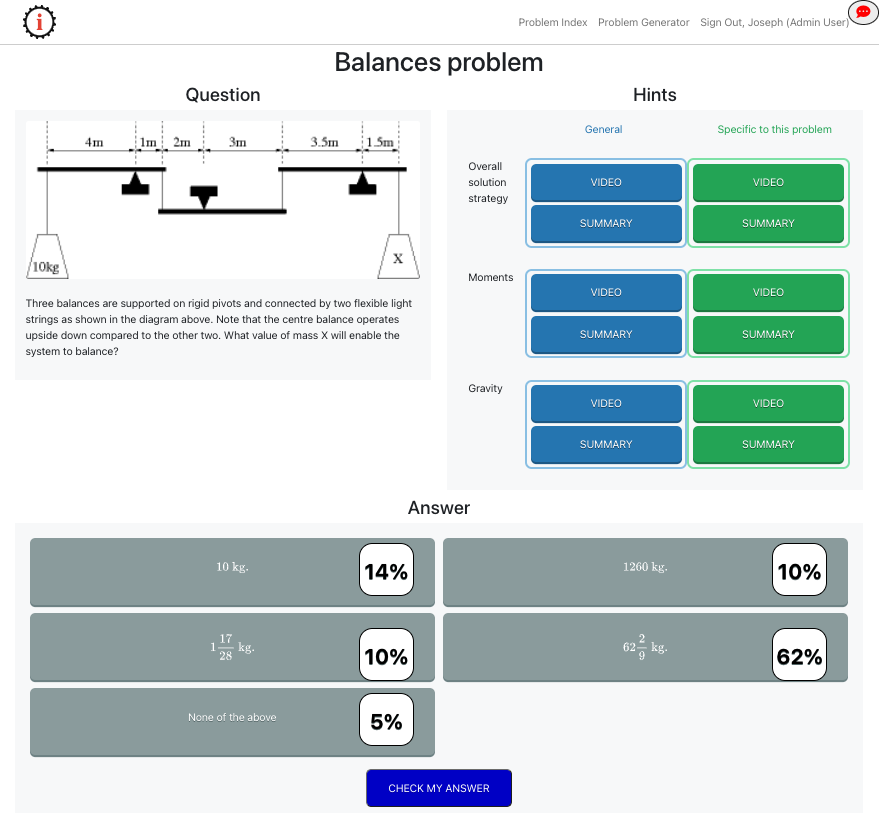 i
Problem Index Problem Generator Sign Out, Joseph (Admin User)
Balances problem
Question
4m 1m 2m 3m 3.5m 1.5m
10kg
X
Three balances are supported on rigid pivots and connected by two flexible light
strings as shown in the diagram above. Note that the centre balance operates
upside down compared to the other two. What value of mass X will enable the
system to balance?
Hints
General Specific to this problem
Overall
solution
strategy
VIDEO VIDEO
SUMMARY SUMMARY
Moments
VIDEO VIDEO
SUMMARY SUMMARY
Gravity
VIDEO VIDEO
SUMMARY SUMMARY
Answer
10 kg. 14% 1260 kg. 10%
1 17/28 kg. 10% 62 2/9 kg. 62%
None of the above 5%
CHECK MY ANSWER